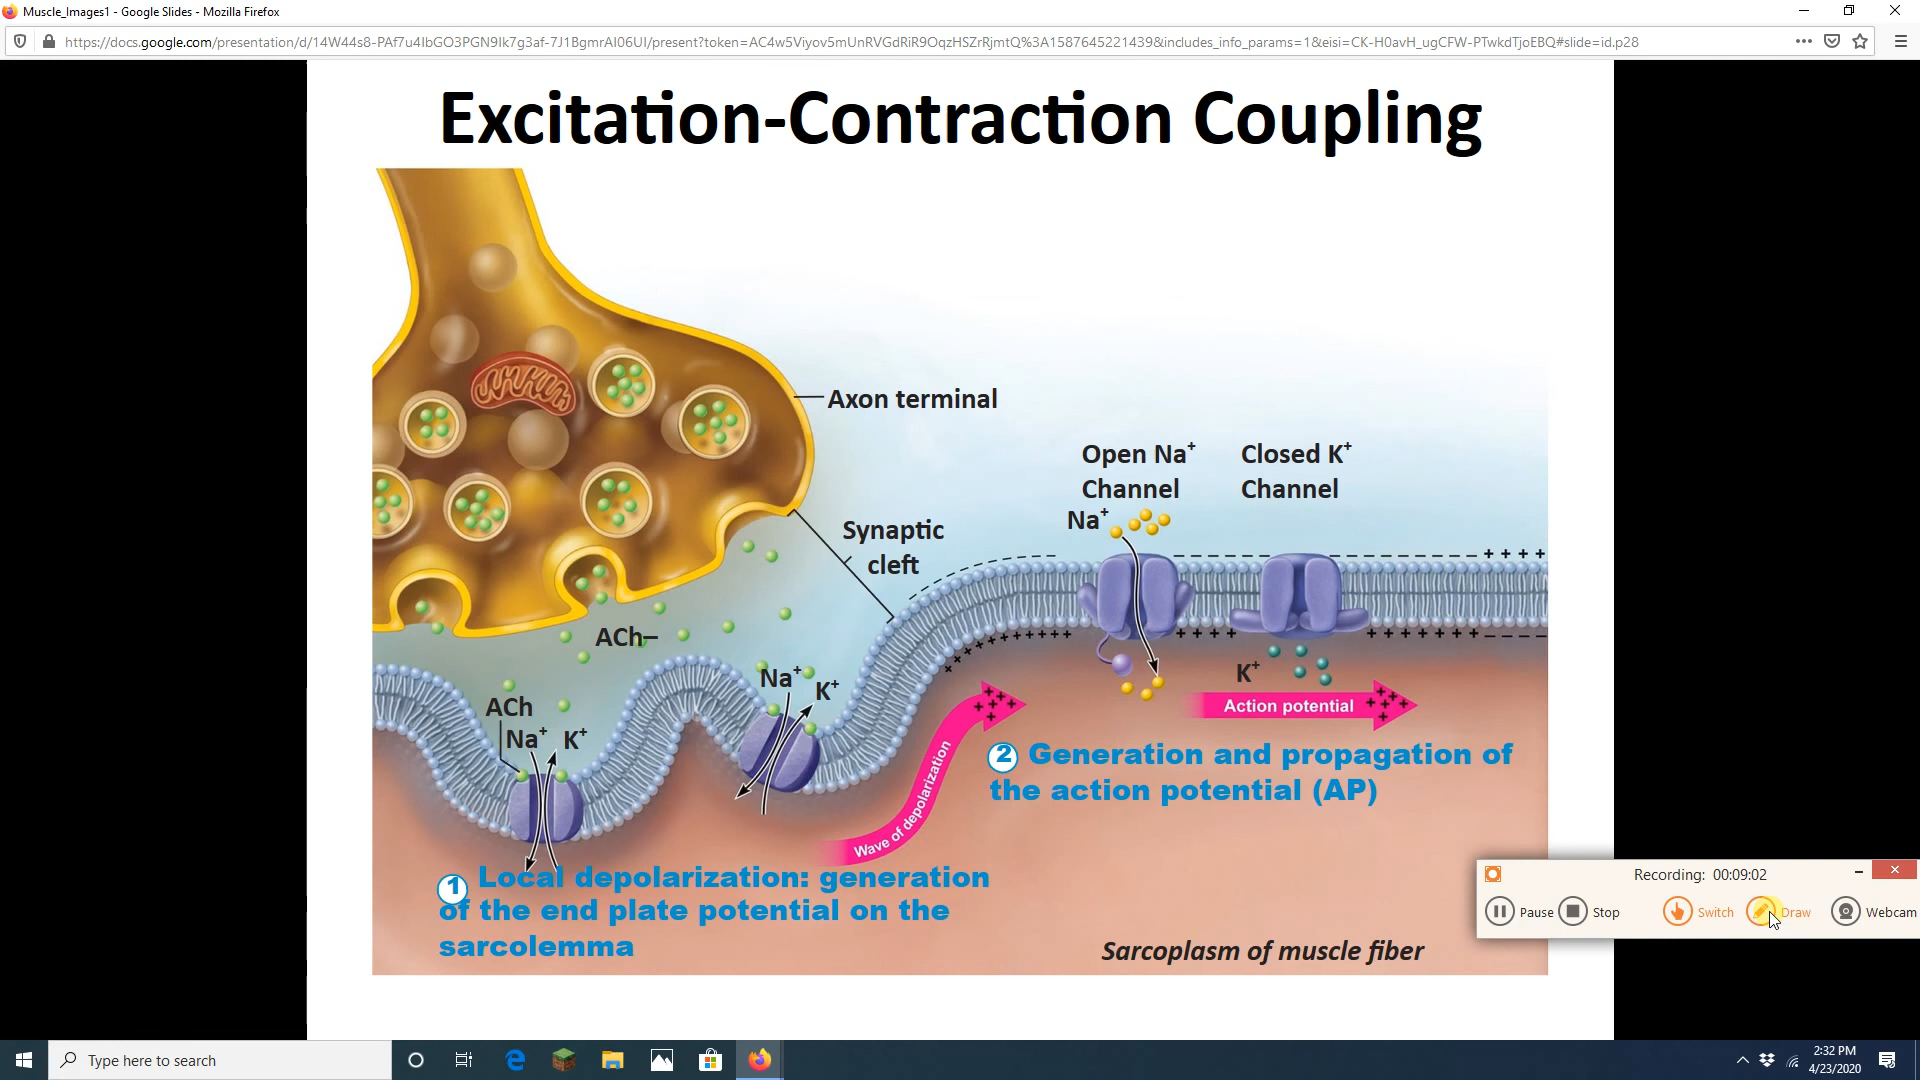 Muscle_Images1 - Google Slides - Mozilla Firefox
https://docs.google.com/presentation/d/14W44s8-PAf7u4IbGO3PGN9Ik7g3af-7J1BgmrAI06UI/present?token=AC4w5Viyov5mUnRVGdRiR9OqzHSZrRjmtQ%3A1587645221439&includes_info_params=1&eisi=CK-H0avH_ugCFW-PTwkdTjoEBQ#slide=id.p28
Excitation-Contraction Coupling
Axon terminal
Open Na+
Channel
Closed K+
Channel
Na+
Synaptic
cleft
ACh
Na+
K+
ACh
Na+ K+
K+
Action potential
Wave of depolarization
2 Generation and propagation of
the action potential (AP)
1 Local depolarization: generation
of the end plate potential on the
sarcolemma
Sarcoplasm of muscle fiber
Recording: 00:09:02
Pause Stop Switch Draw Webcam
Type here to search
2:32 PM
4/23/2020